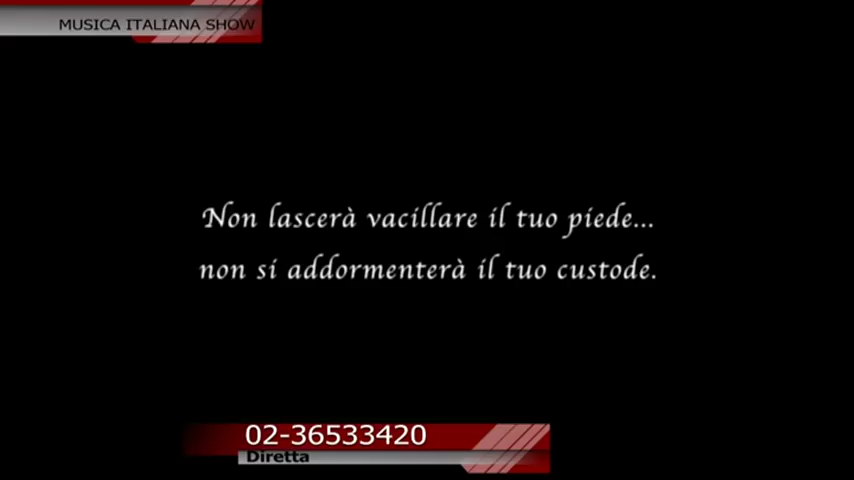 MUSICA ITALIANA SHOW
Non lascerà vacillare il tuo piede...
non si addormenterà il tuo custode.
02-36533420
Diretta